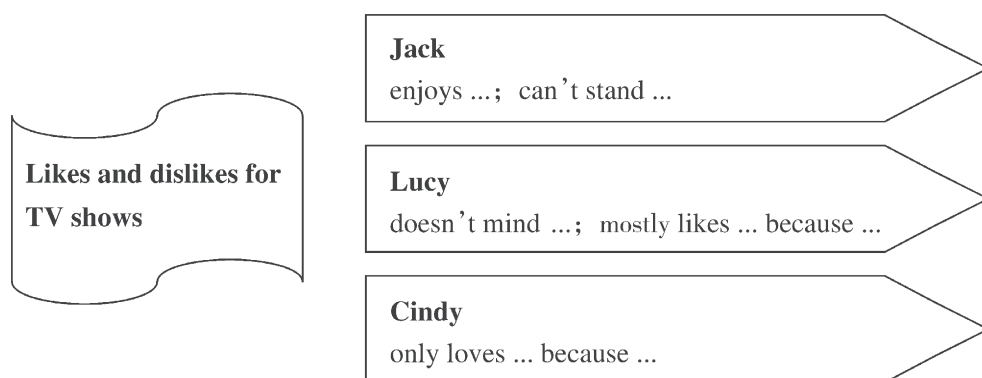 Likes and dislikes for
TV shows
Jack
enjoys ...; can't stand ...
Lucy
doesn't mind ...; mostly likes ... because ...
Cindy
only loves ... because ...